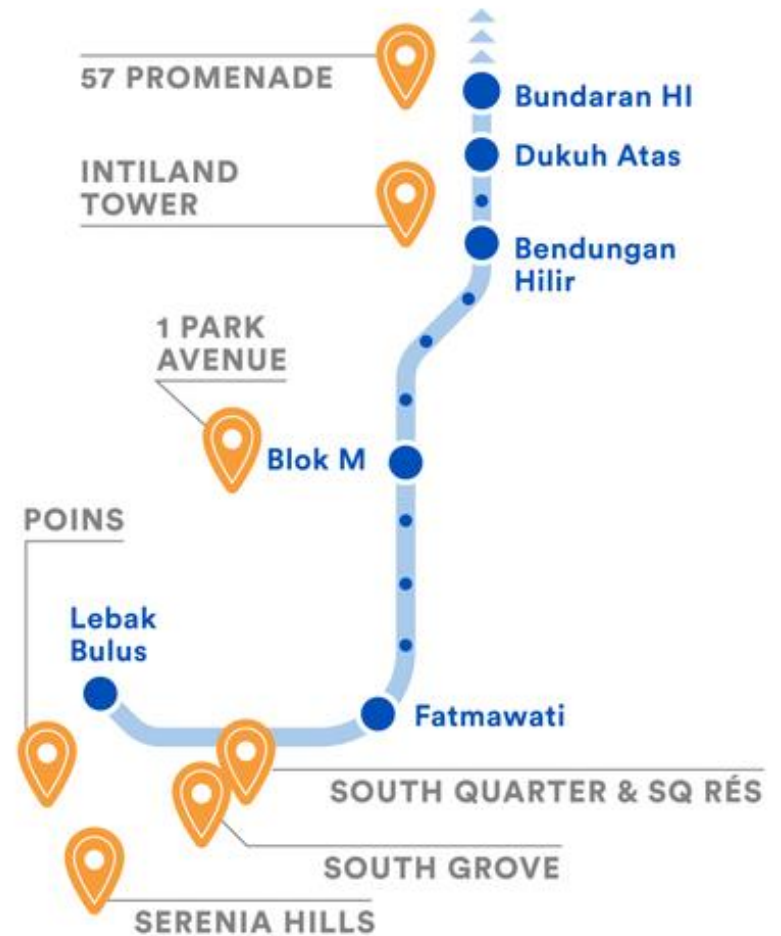 57 PROMENADE
Bundaran HI
Dukuh Atas
INTILAND
TOWER
Bendungan
Hilir
1 PARK
AVENUE
Blok M
POINS
Lebak
Bulus
Fatmawati
SOUTH QUARTER & SQ RÉS
SOUTH GROVE
SERENIA HILLS